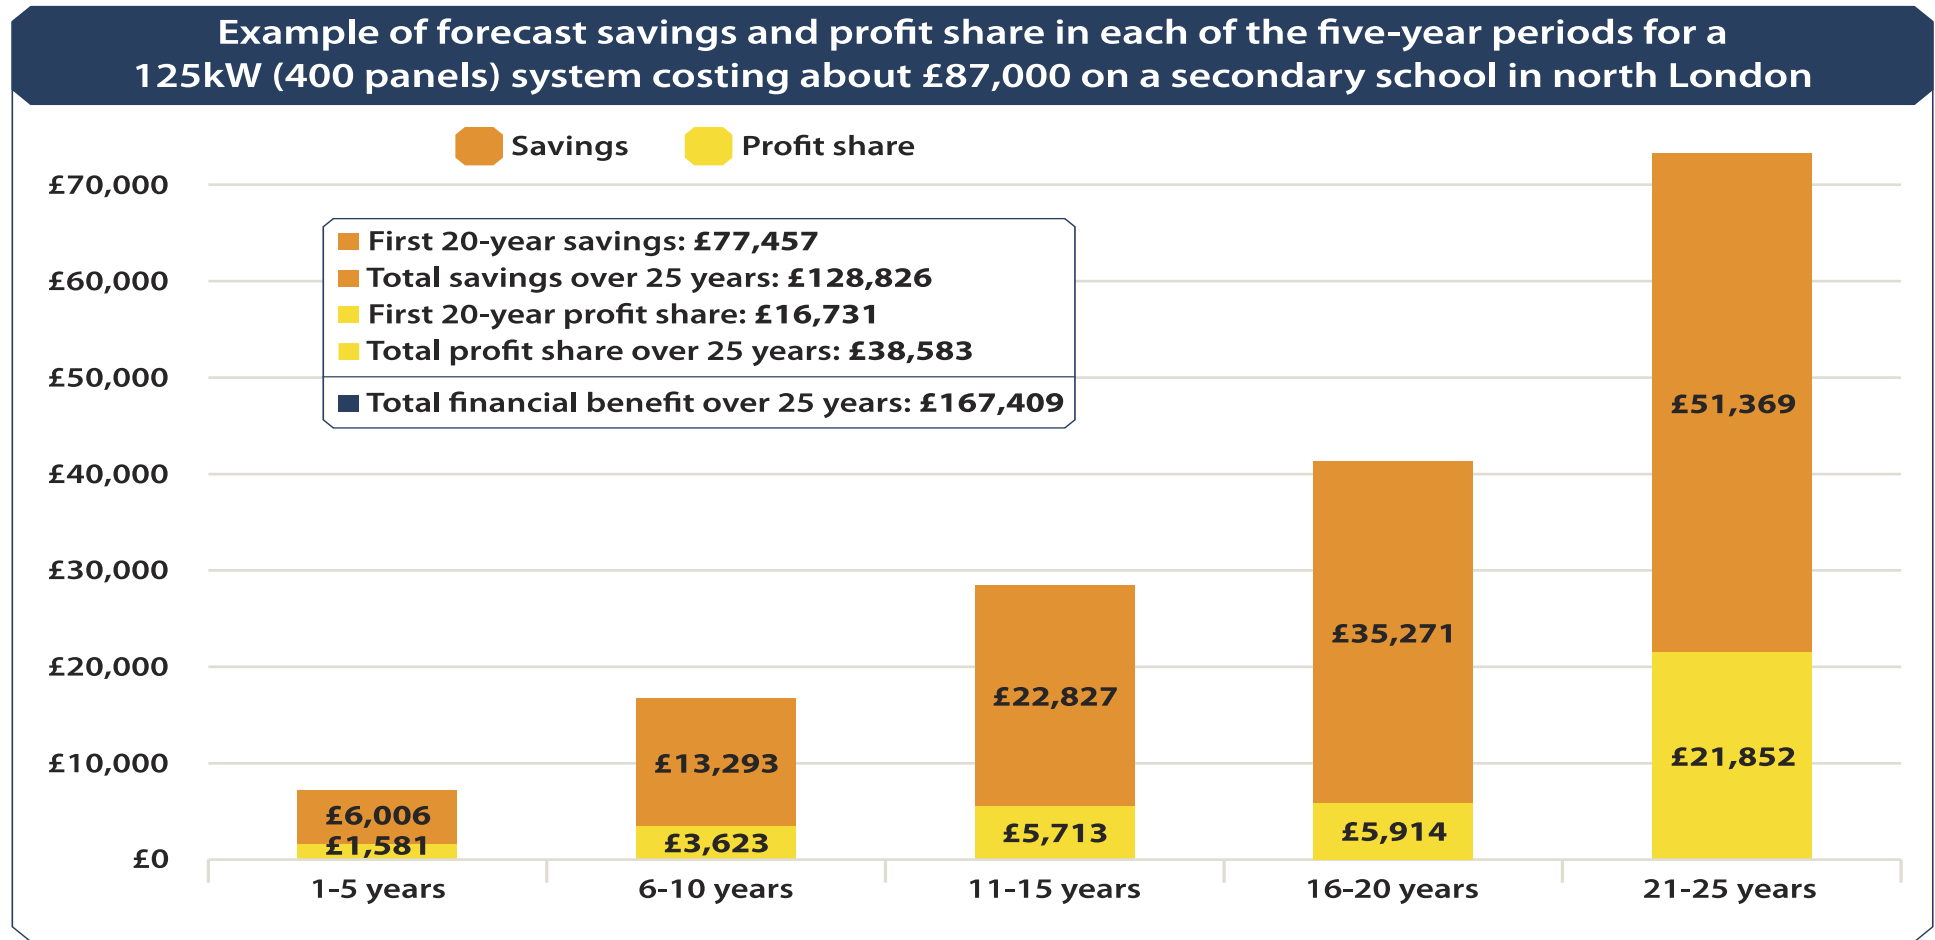 Example of forecast savings and profit share in each of the five-year periods for a
125kW (400 panels) system costing about £87,000 on a secondary school in north London
Savings
Profit share
£70,000
£60,000
£50,000
£40,000
£30,000
£20,000
£10,000
£0
First 20-year savings: £77,457
Total savings over 25 years: £128,826
First 20-year profit share: £16,731
Total profit share over 25 years: £38,583
Total financial benefit over 25 years: £167,409
£6,006
£1,581
£13,293
£3,623
£22,827
£5,713
£35,271
£5,914
£51,369
£21,852
1-5 years
6-10 years
11-15 years
16-20 years
21-25 years